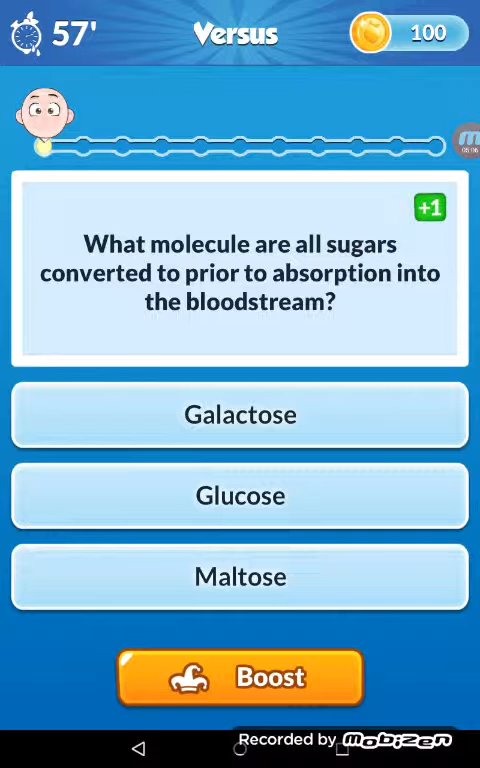 57'
Versus
100
+1
What molecule are all sugars
converted to prior to absorption into
the bloodstream?
Galactose
Glucose
Maltose
Boost
Recorded by mobizen